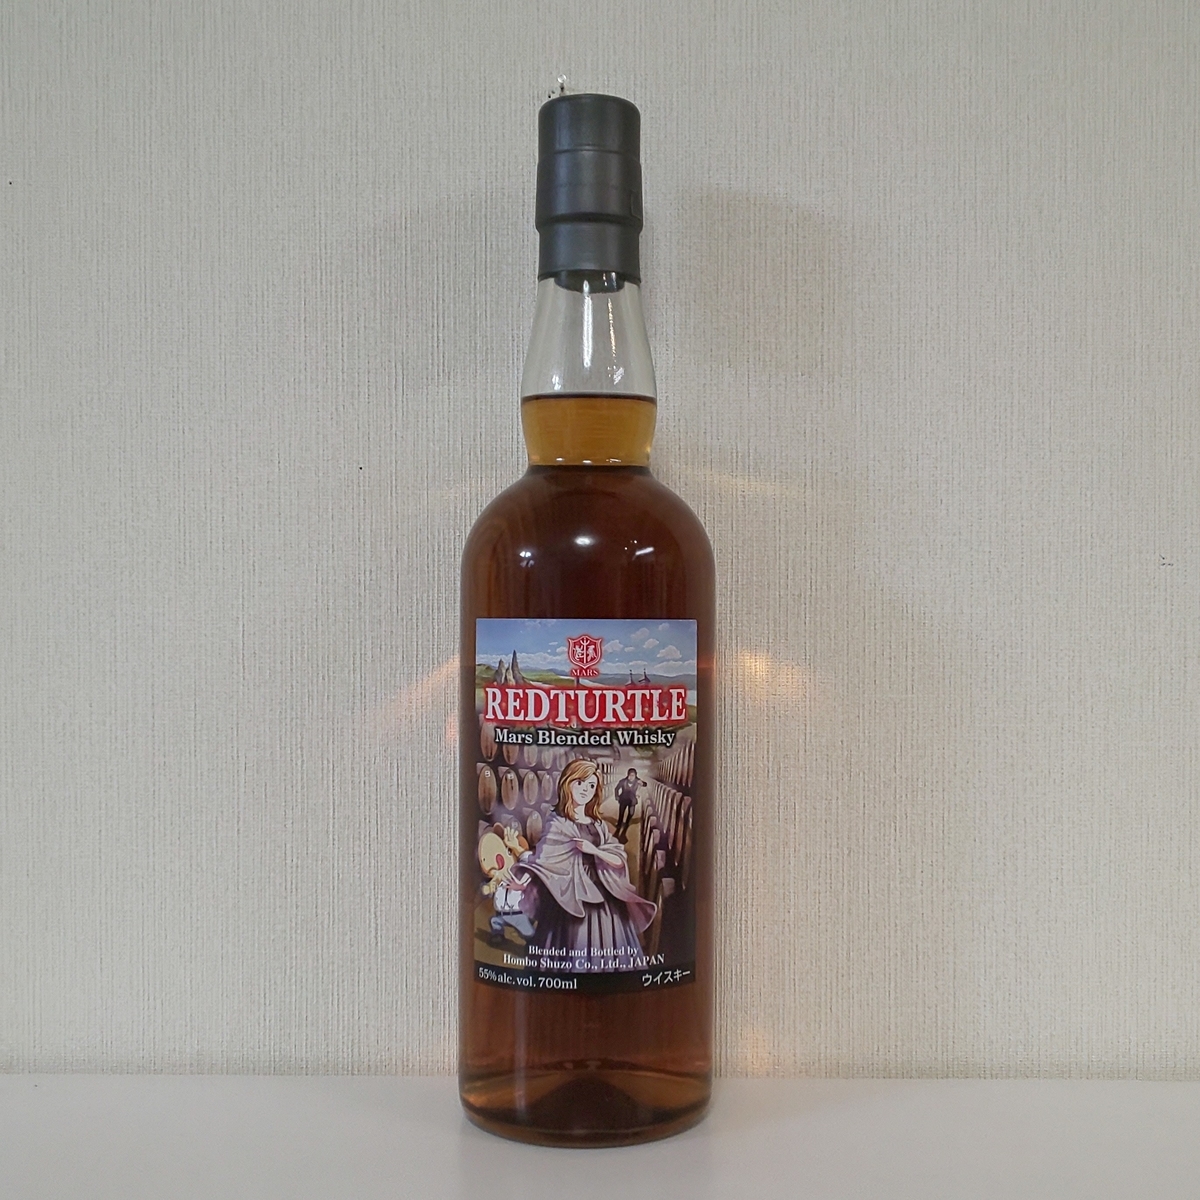 MARS
REDTURTLE
Mars Blended Whisky
Blended and Bottled by
Hombo Shuzo Co., Ltd., JAPAN
55% alc. vol. 700ml
ウイスキー